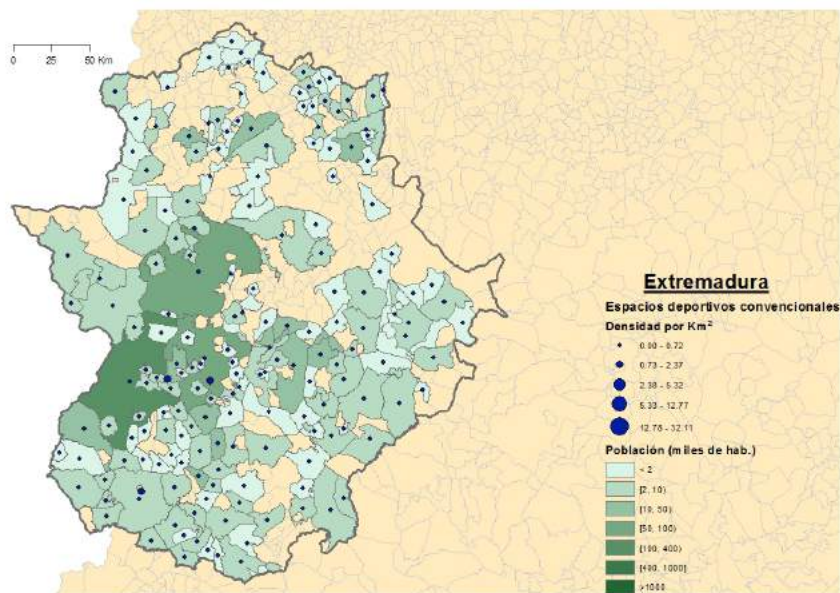 0 25 50 Km
Extremadura
Espacios deportivos convencionales
Densidad por Km²
0.00 - 0.72
0.73 - 2.37
2.38 - 5.32
5.33 - 12.77
12.78 - 32.11
Población (miles de hab.)
< 2
[2, 10)
[10, 50)
[50, 100)
[100, 400)
[400, 1000]
>1000